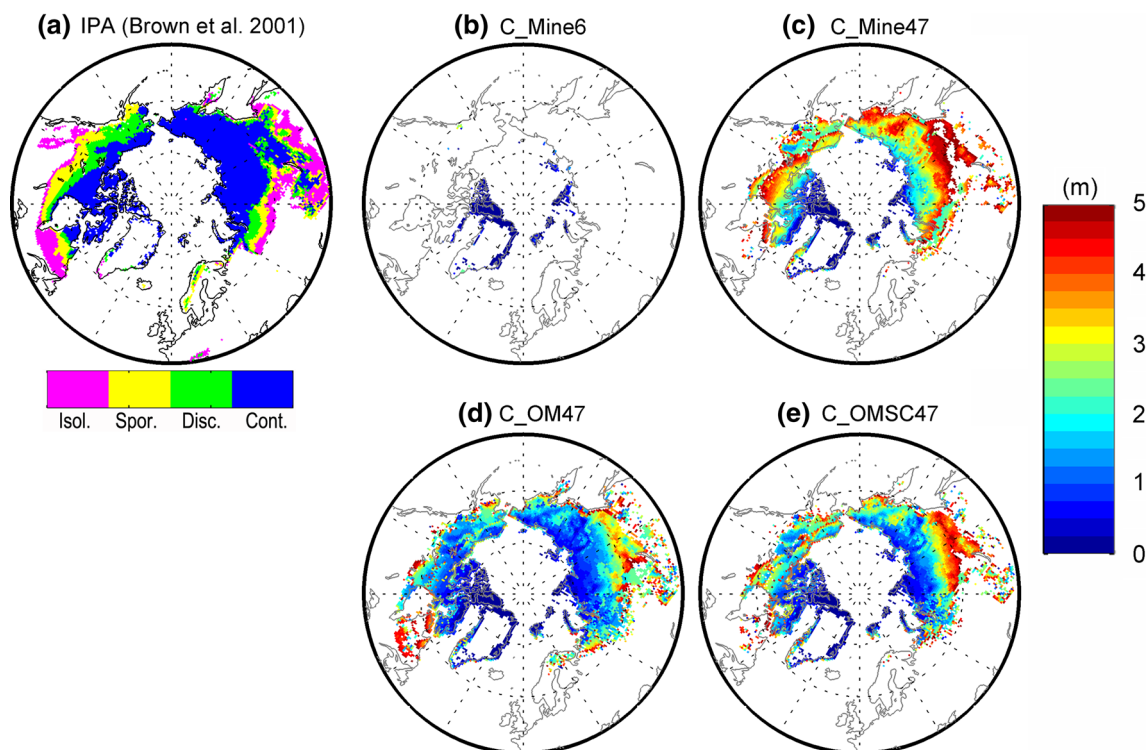 (a) IPA (Brown et al. 2001)
(b) C_Mine6
(c) C_Mine47
Isol. Spor. Disc. Cont.
(d) C_OM47
(e) C_OMSC47
(m)
5
4
3
2
1
0